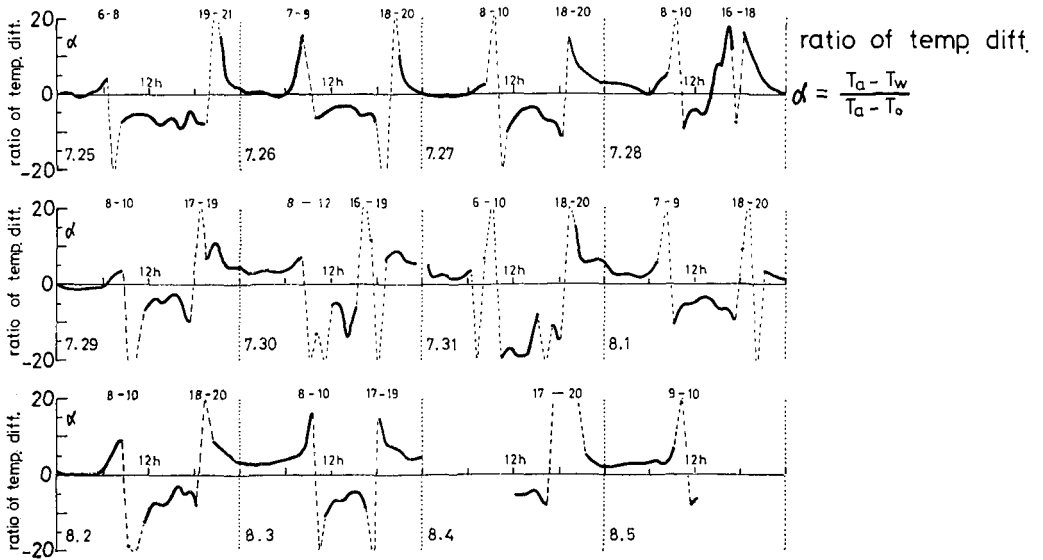 20 6-8 19-21 7-9 18-20 8-10 18-20 8-10 16-18
ratio of temp. diff.
α
12h 12h 12h 12h
0
-20
7.25 7.26 7.27 7.28
ratio of temp. diff.
α = (Ta - Tw) / (Ta - To)
20 8-10 17-19 8-12 16-19 6-10 18-20 7-9 18-20
ratio of temp. diff.
α
12h 12h 12h 12h
0
-20
7.29 7.30 7.31 8.1
20 8-10 18-20 8-10 17-19 17-20 9-10
ratio of temp. diff.
α
12h 12h 12h 12h
0
-20
8.2 8.3 8.4 8.5